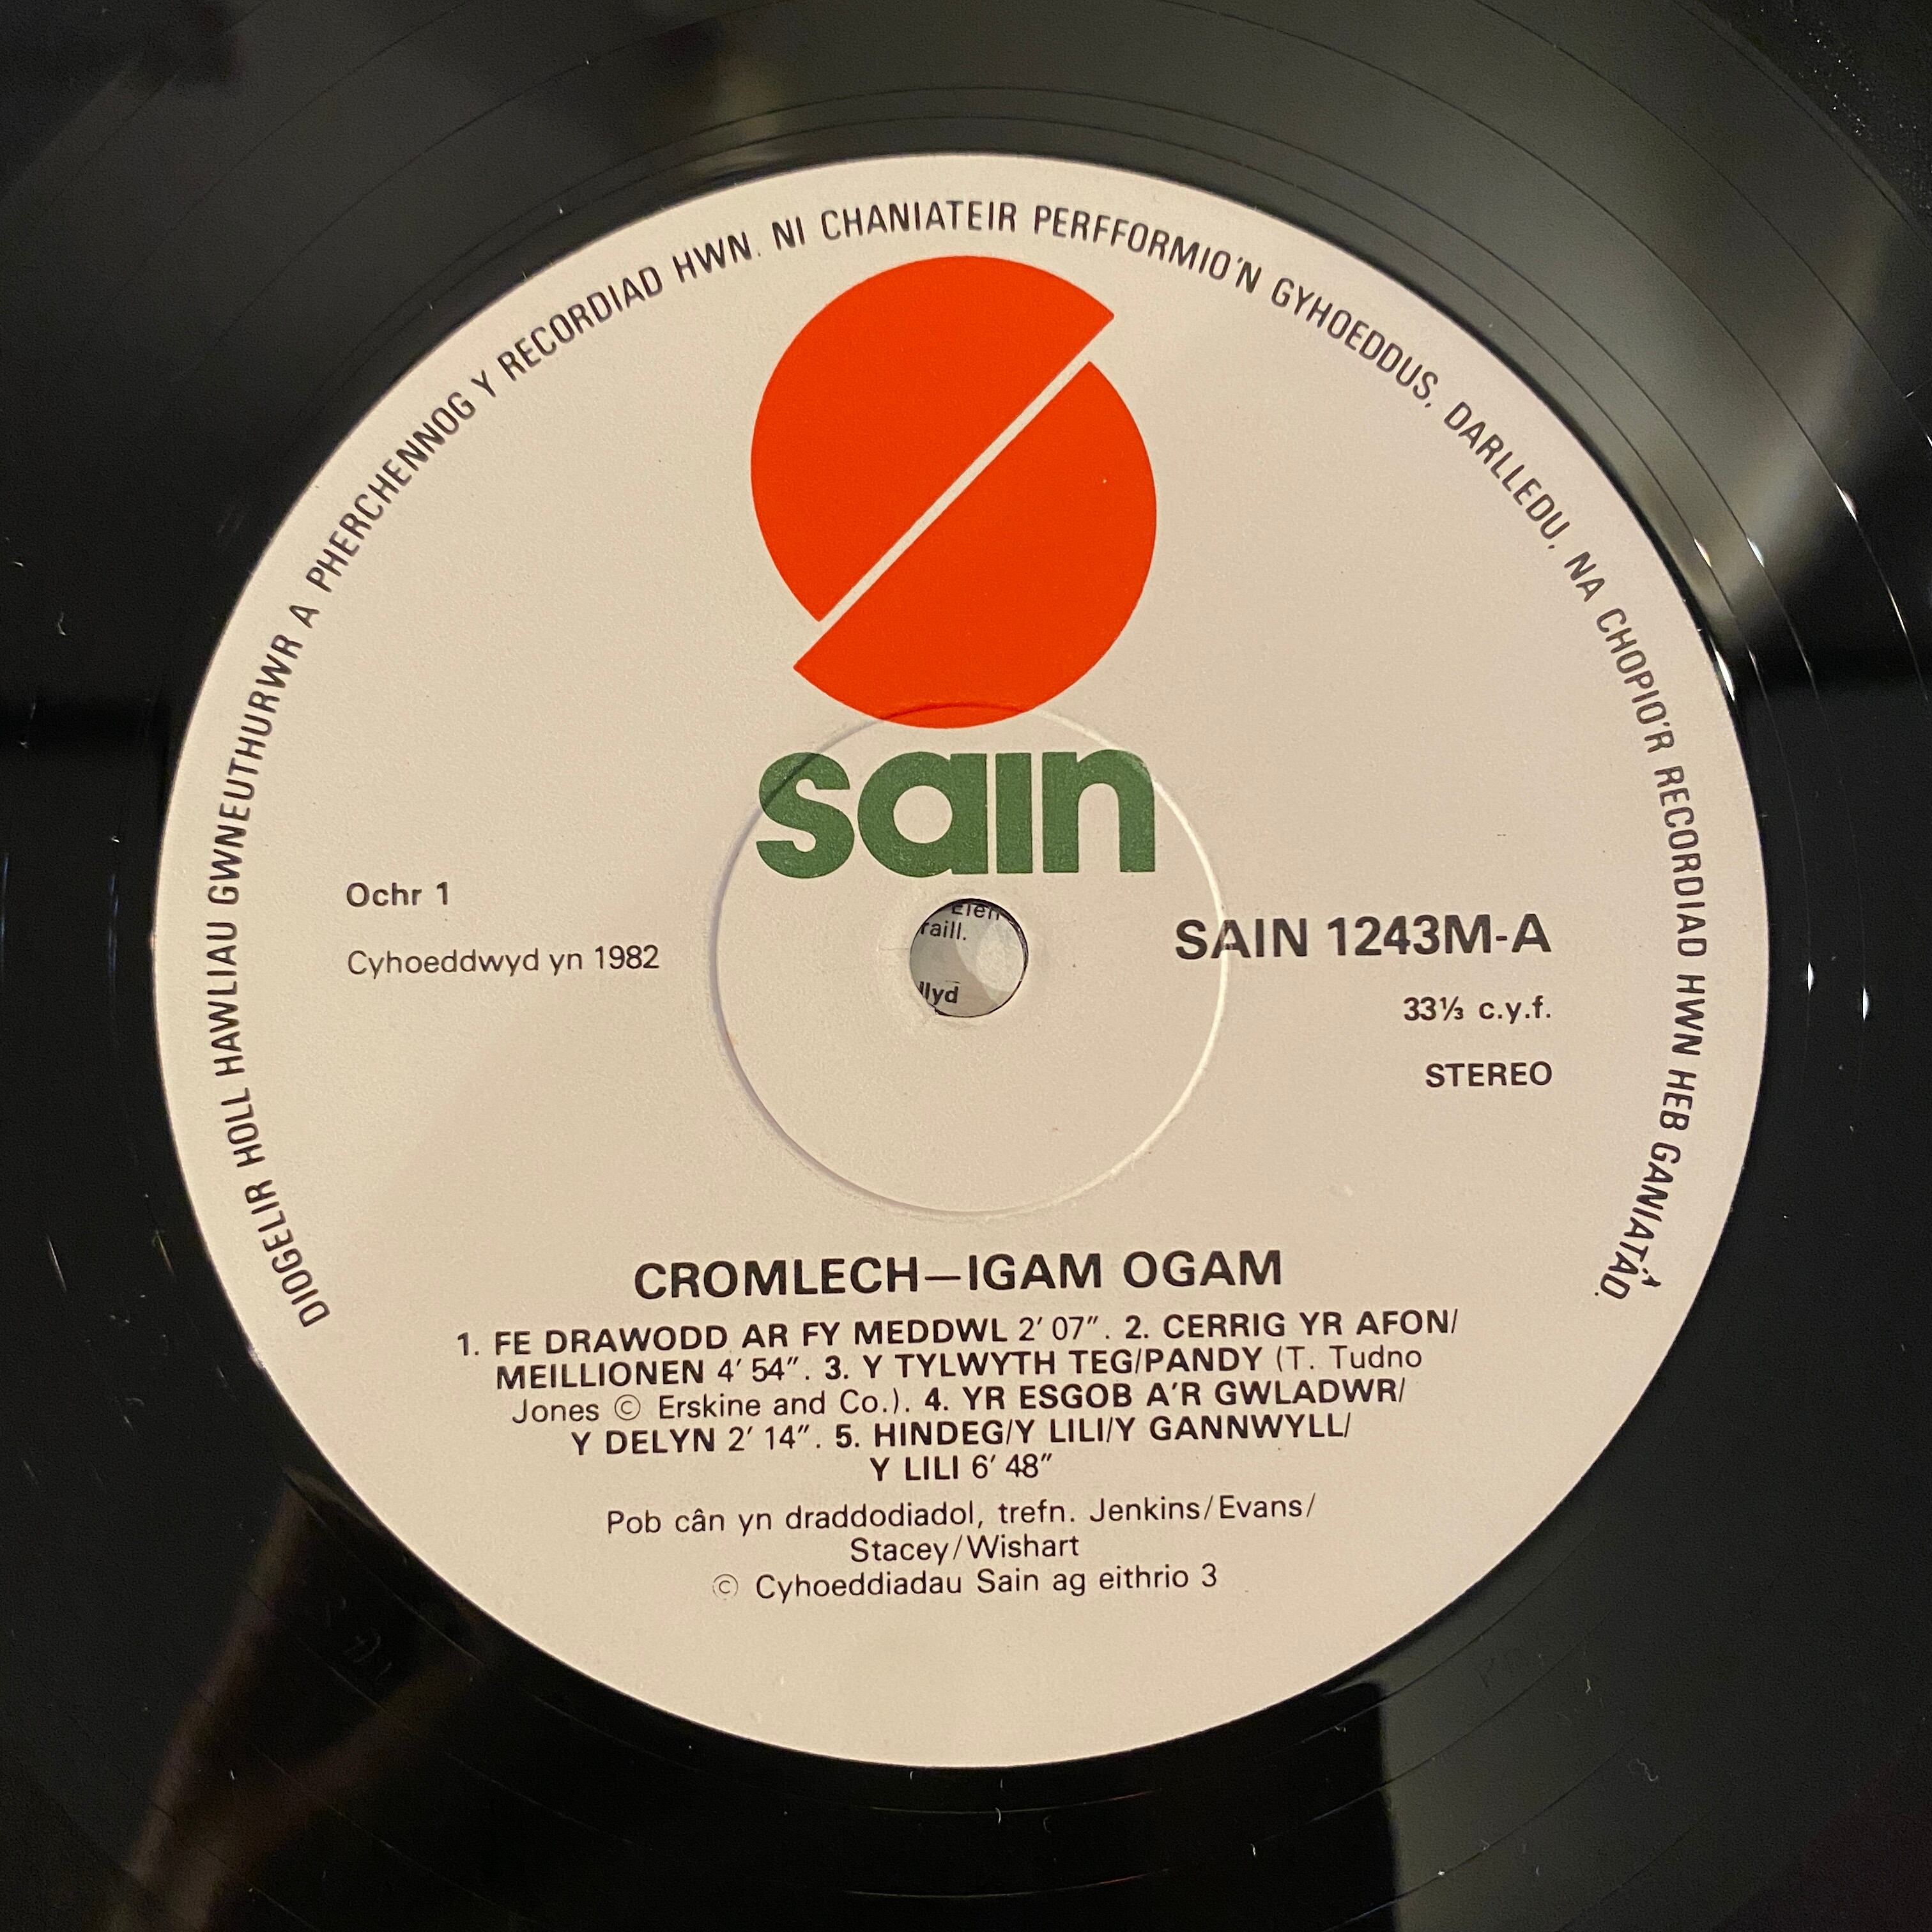 DIOGELIR HOLL HAWLIAU GWNEUTHURWR A PHERCHENNOG Y RECORDIAD HWN. NI CHANIATEIR PERFFORMIO'N GYHOEDDUS, DARLLEDU, NA CHOPIO'R RECORDIAD HWN HEB GANIATÂD.
sain
Ochr 1
Cyhoeddwyd yn 1982
raill.
SAIN 1243M-A
33⅓ c.y.f.
STEREO
CROMLECH—IGAM OGAM
1. FE DRAWODD AR FY MEDDWL 2′ 07″. 2. CERRIG YR AFON/
MEILLIONEN 4′ 54″. 3. Y TYLWYTH TEG/PANDY (T. Tudno
Jones © Erskine and Co.). 4. YR ESGOB A'R GWLADWR/
Y DELYN 2′ 14″. 5. HINDEG/Y LILI/Y GANNWYLL/
Y LILI 6′ 48″
Pob cân yn draddodiadol, trefn. Jenkins/Evans/
Stacey/Wishart
© Cyhoeddiadau Sain ag eithrio 3